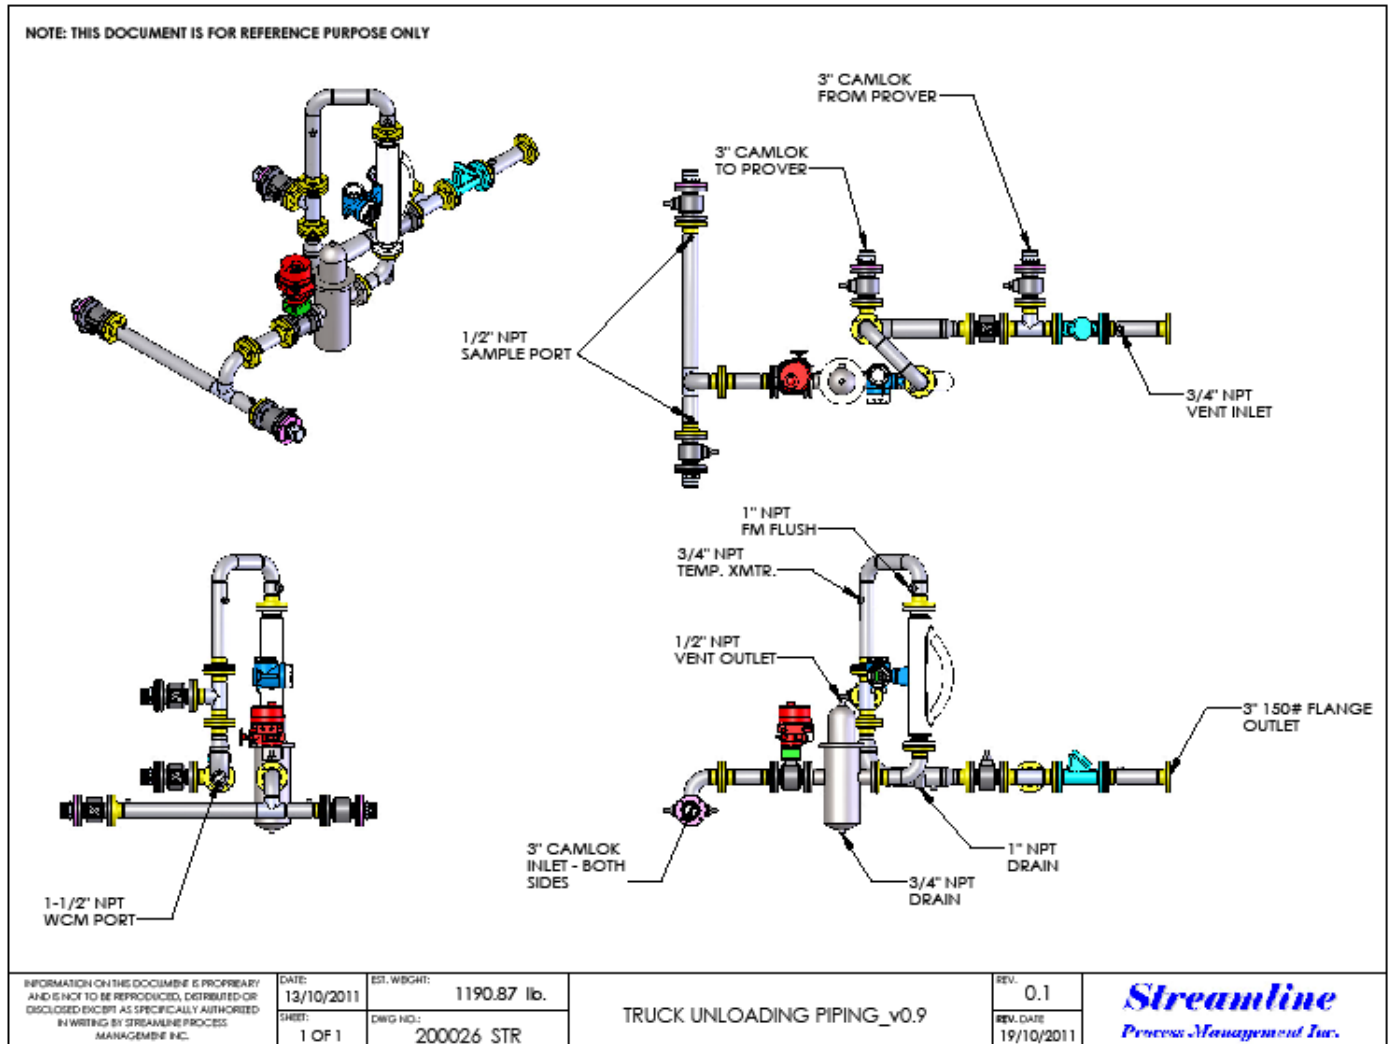 NOTE: THIS DOCUMENT IS FOR REFERENCE PURPOSE ONLY
3" CAMLOK
FROM PROVER
3" CAMLOK
TO PROVER
1/2" NPT
SAMPLE PORT
3/4" NPT
VENT INLET
1" NPT
FM FLUSH
3/4" NPT
TEMP. XMTR.
1/2" NPT
VENT OUTLET
3" 150# FLANGE
OUTLET
3" CAMLOK
INLET - BOTH
SIDES
1" NPT
DRAIN
3/4" NPT
DRAIN
1-1/2" NPT
WCM PORT
INFORMATION ON THIS DOCUMENT IS PROPRIERARY
AND IS NOT TO BE REPRODUCED, DISTRIBUTED OR
DISCLOSED EXCEPT AS SPECIFICALLY AUTHORIZED
IN WRITING BY STREAMLINE PROCESS
MANAGEMENT INC.
DATE:
13/10/2011
SHEET:
1 OF 1
EST. WEIGHT:
1190.87 lb.
DWG NO.:
200026_STR
TRUCK UNLOADING PIPING_v0.9
REV.
0.1
REV. DATE
19/10/2011
Streamline
Process Management Inc.